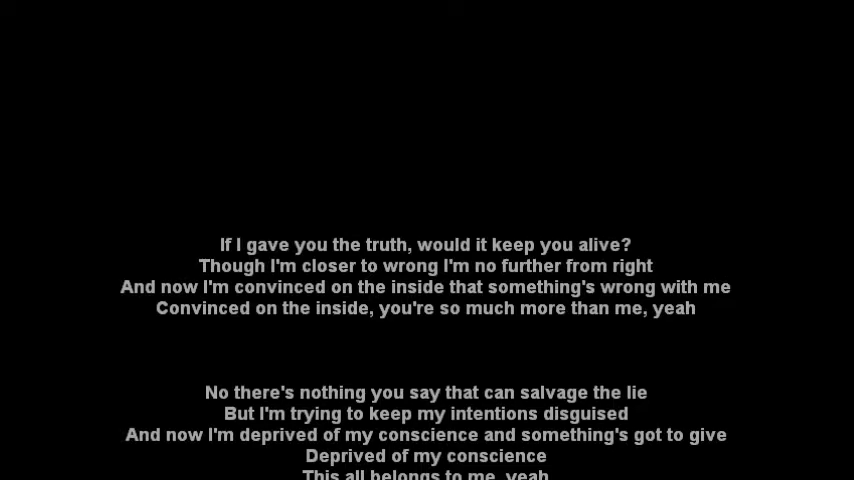 If I gave you the truth, would it keep you alive?
Though I'm closer to wrong I'm no further from right
And now I'm convinced on the inside that something's wrong with me
Convinced on the inside, you're so much more than me, yeah
No there's nothing you say that can salvage the lie
But I'm trying to keep my intentions disguised
And now I'm deprived of my conscience and something's got to give
Deprived of my conscience
This all belongs to me, yeah